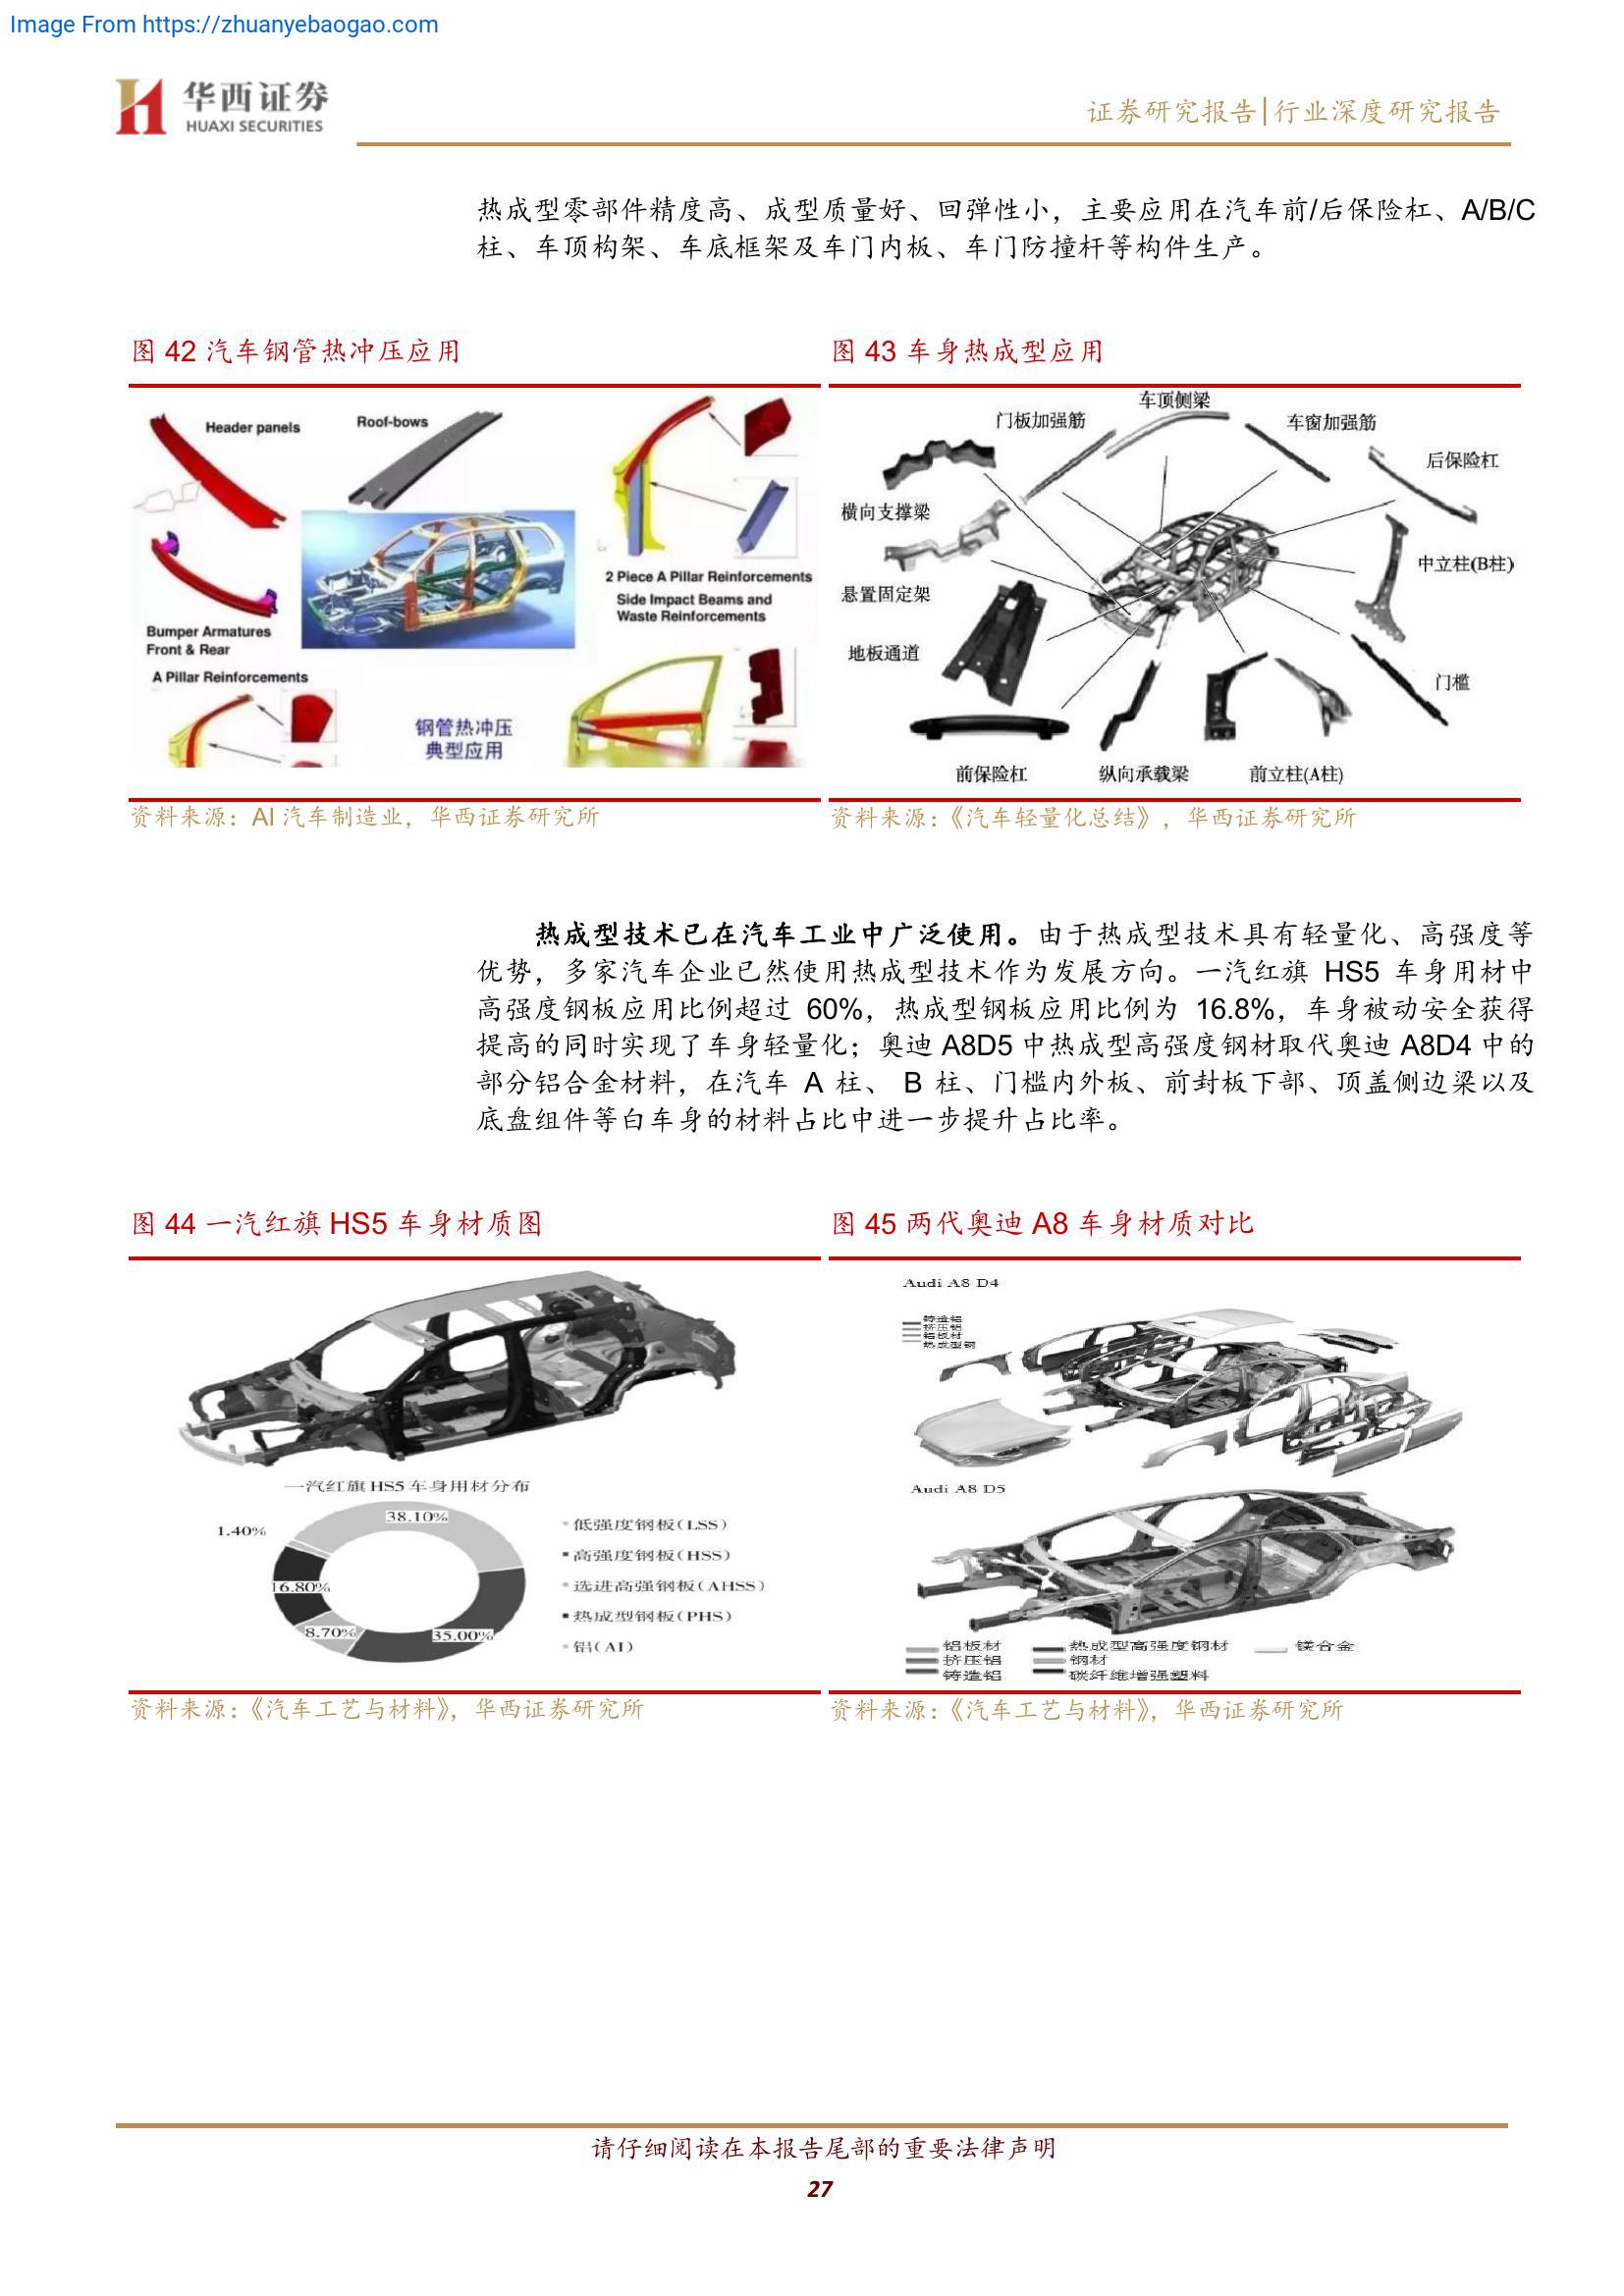 Image From https://zhuanyebaogao.com
华西证券
HUAXI SECURITIES
证券研究报告|行业深度研究报告
热成型零部件精度高、成型质量好、回弹性小，主要应用在汽车前/后保险杠、A/B/C
柱、车顶构架、车底框架及车门内板、车门防撞杆等构件生产。
图 42 汽车钢管热冲压应用
Header panels
Roof-bows
2 Piece A Pillar Reinforcements
Side Impact Beams and
Waste Reinforcements
Bumper Armatures
Front & Rear
A Pillar Reinforcements
钢管热冲压
典型应用
资料来源：AI 汽车制造业，华西证券研究所
图 43 车身热成型应用
车顶侧梁
门板加强筋
车窗加强筋
后保险杠
横向支撑梁
中立柱(B柱)
悬置固定架
地板通道
门槛
前保险杠
纵向承载梁
前立柱(A柱)
资料来源：《汽车轻量化总结》，华西证券研究所
热成型技术已在汽车工业中广泛使用。由于热成型技术具有轻量化、高强度等
优势，多家汽车企业已然使用热成型技术作为发展方向。一汽红旗 HS5 车身用材中
高强度钢板应用比例超过 60%，热成型钢板应用比例为 16.8%，车身被动安全获得
提高的同时实现了车身轻量化；奥迪 A8D5 中热成型高强度钢材取代奥迪 A8D4 中的
部分铝合金材料，在汽车 A 柱、 B 柱、门槛内外板、前封板下部、顶盖侧边梁以及
底盘组件等白车身的材料占比中进一步提升占比率。
图 44 一汽红旗 HS5 车身材质图
一汽红旗 HS5 车身用材分布
38.10%
1.40%
16.80%
8.70%
35.00%
低强度钢板(LSS)
高强度钢板(HSS)
选进高强钢板(AHSS)
热成型钢板(PHS)
铝(AI)
资料来源：《汽车工艺与材料》，华西证券研究所
图 45 两代奥迪 A8 车身材质对比
Audi A8 D4
铸造铝
挤压铝
铝板材
热成型钢
Audi A8 D5
铝板材
挤压铝
铸造铝
热成型高强度钢材
钢材
碳纤维增强塑料
镁合金
资料来源：《汽车工艺与材料》，华西证券研究所
请仔细阅读在本报告尾部的重要法律声明
27